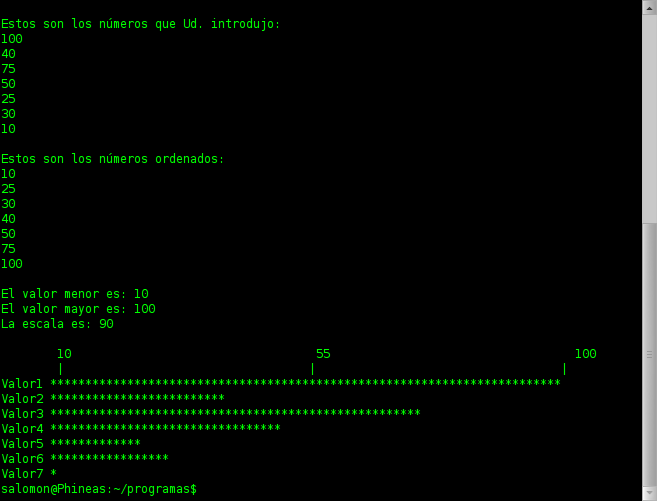 Estos son los números que Ud. introdujo:
100
40
75
50
25
30
10
Estos son los números ordenados:
10
25
30
40
50
75
100
El valor menor es: 10
El valor mayor es: 100
La escala es: 90
10 55 100
| | |
Valor1 *************************************************************************
Valor2 *************************
Valor3 *****************************************************
Valor4 *********************************
Valor5 *************
Valor6 *****************
Valor7 *
salomon@Phineas:~/programas$